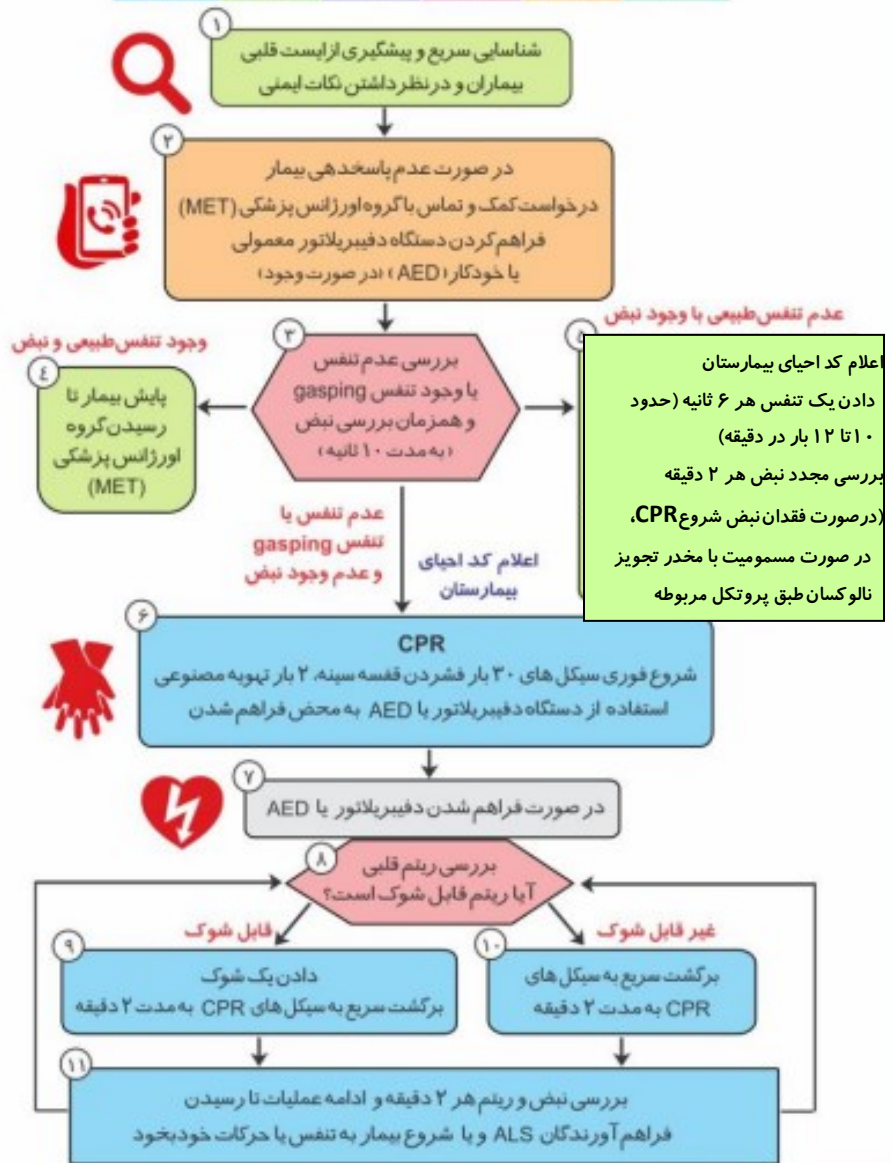 ۱
شناسایی سریع و پیشگیری از ایست قلبی
بیماران و در نظر داشتن نکات ایمنی
۲
در صورت عدم پاسخدهی بیمار
درخواست کمک و تماس با گروه اورژانس پزشکی (MET)
فراهم کردن دستگاه دفیبریلاتور معمولی
یا خودکار (AED) (در صورت وجود)
۳
بررسی عدم تنفس
یا وجود تنفس gasping
و همزمان بررسی نبض
(به مدت ۱۰ ثانیه)
وجود تنفس طبیعی و نبض
٤
پایش بیمار تا
رسیدن گروه
اورژانس پزشکی
(MET)
عدم تنفس طبیعی با وجود نبض
اعلام کد احیای بیمارستان
دادن یک تنفس هر ۶ ثانیه (حدود
۱۰ تا ۱۲ بار در دقیقه)
بررسی مجدد نبض هر ۲ دقیقه
(درصورت فقدان نبض شروع CPR،
در صورت مسمومیت با مخدر تجویز
نالوکسان طبق پروتکل مربوطه
عدم تنفس یا
تنفس gasping
و عدم وجود نبض
اعلام کد احیای
بیمارستان
۶
CPR
شروع فوری سیکل های ۳۰ بار فشردن قفسه سینه، ۲ بار تهویه مصنوعی
استفاده از دستگاه دفیبریلاتور یا AED به محض فراهم شدن
۷
در صورت فراهم شدن دفیبریلاتور یا AED
۸
بررسی ریتم قلبی
آیا ریتم قابل شوک است؟
قابل شوک
۹
دادن یک شوک
برگشت سریع به سیکل های CPR به مدت ۲ دقیقه
غیر قابل شوک
۱۰
برگشت سریع به سیکل های
CPR به مدت ۲ دقیقه
۱۱
بررسی نبض و ریتم هر ۲ دقیقه و ادامه عملیات تا رسیدن
فراهم آورندگان ALS و یا شروع بیمار به تنفس یا حرکات خودبخود